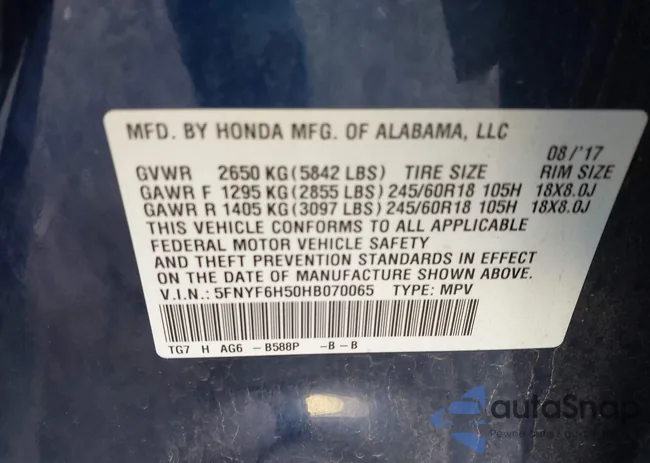 MFD. BY HONDA MFG. OF ALABAMA, LLC
08/'17
GVWR 2650 KG(5842 LBS) TIRE SIZE RIM SIZE
GAWR F 1295 KG(2855 LBS)245/60R18 105H 18X8.0J
GAWR R 1405 KG(3097 LBS)245/60R18 105H 18X8.0J
THIS VEHICLE CONFORMS TO ALL APPLICABLE
FEDERAL MOTOR VEHICLE SAFETY
AND THEFT PREVENTION STANDARDS IN EFFECT
ON THE DATE OF MANUFACTURE SHOWN ABOVE.
V.I.N.: 5FNYF6H50HB070065 TYPE: MPV
TG7 H AG6 -B588P -B-B
autoSnap